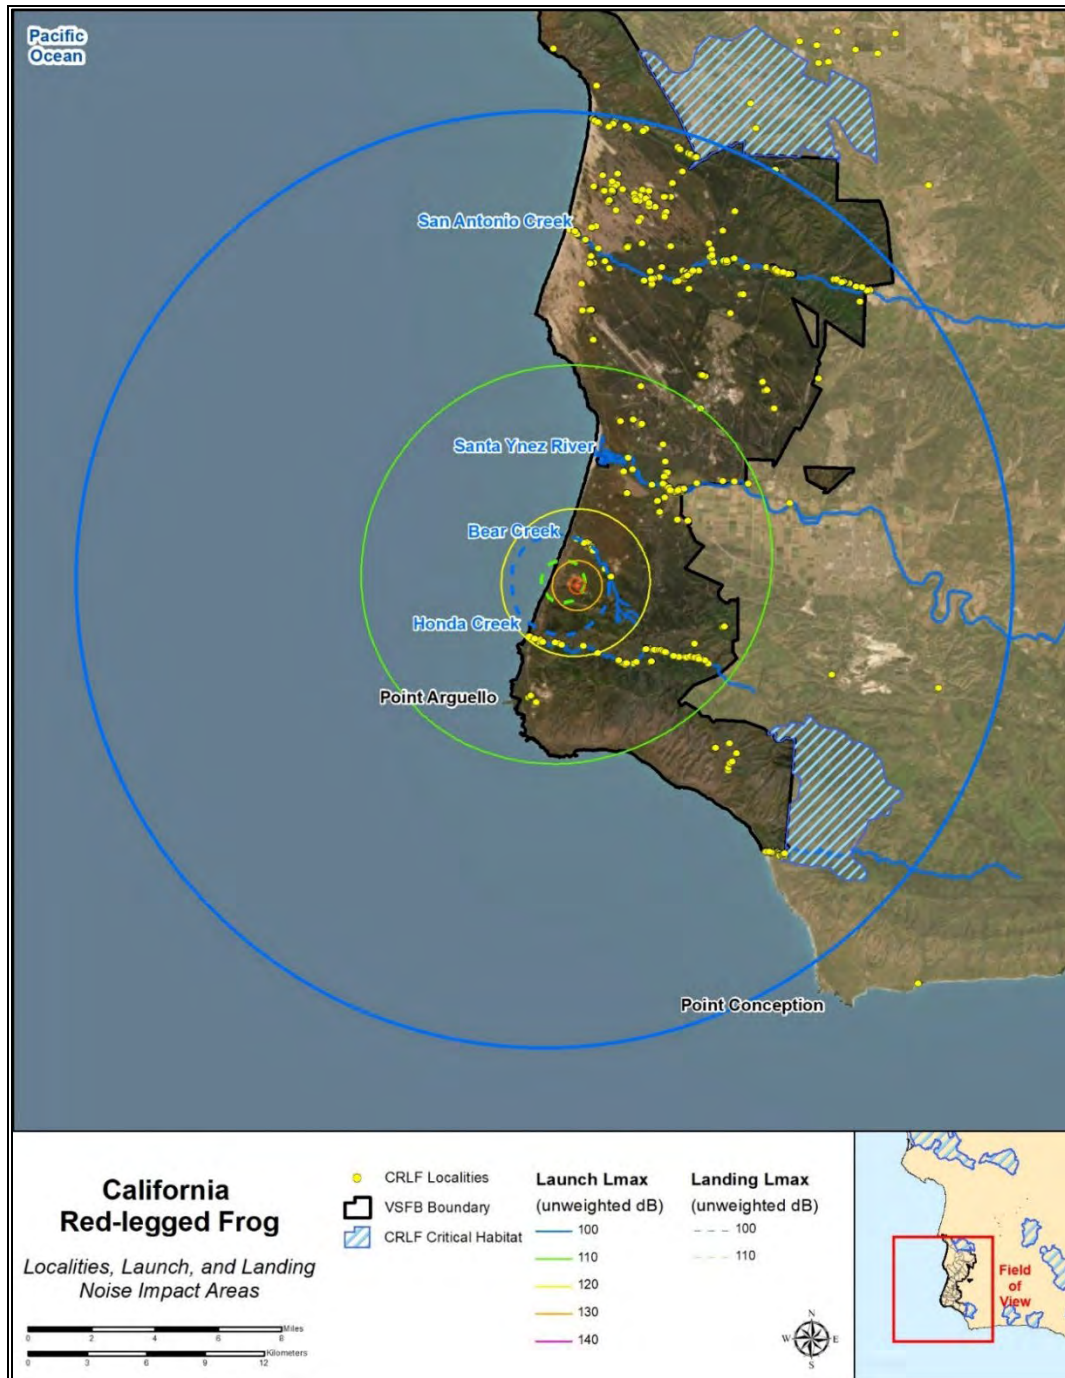 Pacific
Ocean
San Antonio Creek
Santa Ynez River
Bear Creek
Honda Creek
Point Arguello
Point Conception
California
Red-legged Frog
Localities, Launch, and Landing
Noise Impact Areas
0 2 4 6 8 Miles
0 3 6 9 12 Kilometers
CRLF Localities
VSFB Boundary
CRLF Critical Habitat
Launch Lmax
(unweighted dB)
100
110
120
130
140
Landing Lmax
(unweighted dB)
100
110
N
W E
S
Field
of
View